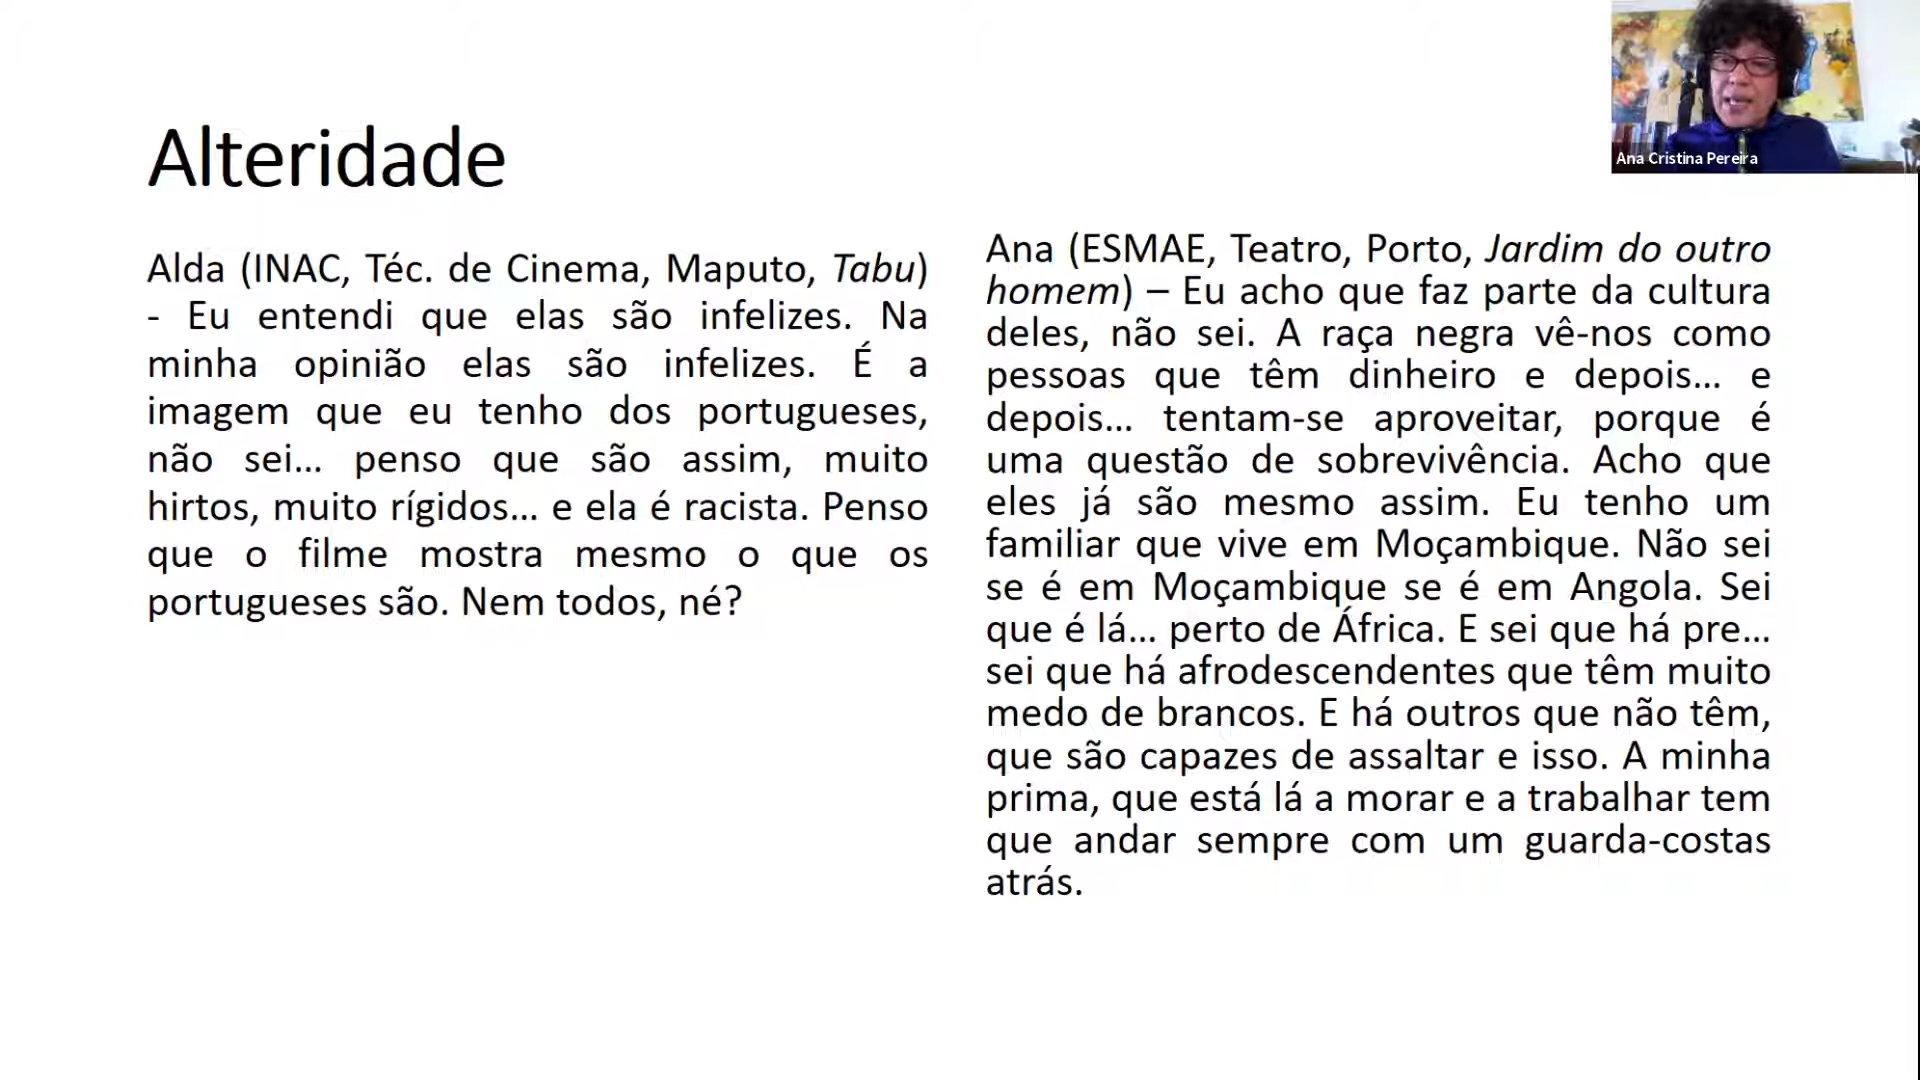 Alteridade
Alda (INAC, Téc. de Cinema, Maputo, Tabu)
- Eu entendi que elas são infelizes. Na
minha opinião elas são infelizes. É a
imagem que eu tenho dos portugueses,
não sei... penso que são assim, muito
hirtos, muito rígidos... e ela é racista. Penso
que o filme mostra mesmo o que os
portugueses são. Nem todos, né?
Ana (ESMAE, Teatro, Porto, Jardim do outro
homem) – Eu acho que faz parte da cultura
deles, não sei. A raça negra vê-nos como
pessoas que têm dinheiro e depois... e
depois... tentam-se aproveitar, porque é
uma questão de sobrevivência. Acho que
eles já são mesmo assim. Eu tenho um
familiar que vive em Moçambique. Não sei
se é em Moçambique se é em Angola. Sei
que é lá... perto de África. E sei que há pre...
sei que há afrodescendentes que têm muito
medo de brancos. E há outros que não têm,
que são capazes de assaltar e isso. A minha
prima, que está lá a morar e a trabalhar tem
que andar sempre com um guarda-costas
atrás.
Ana Cristina Pereira